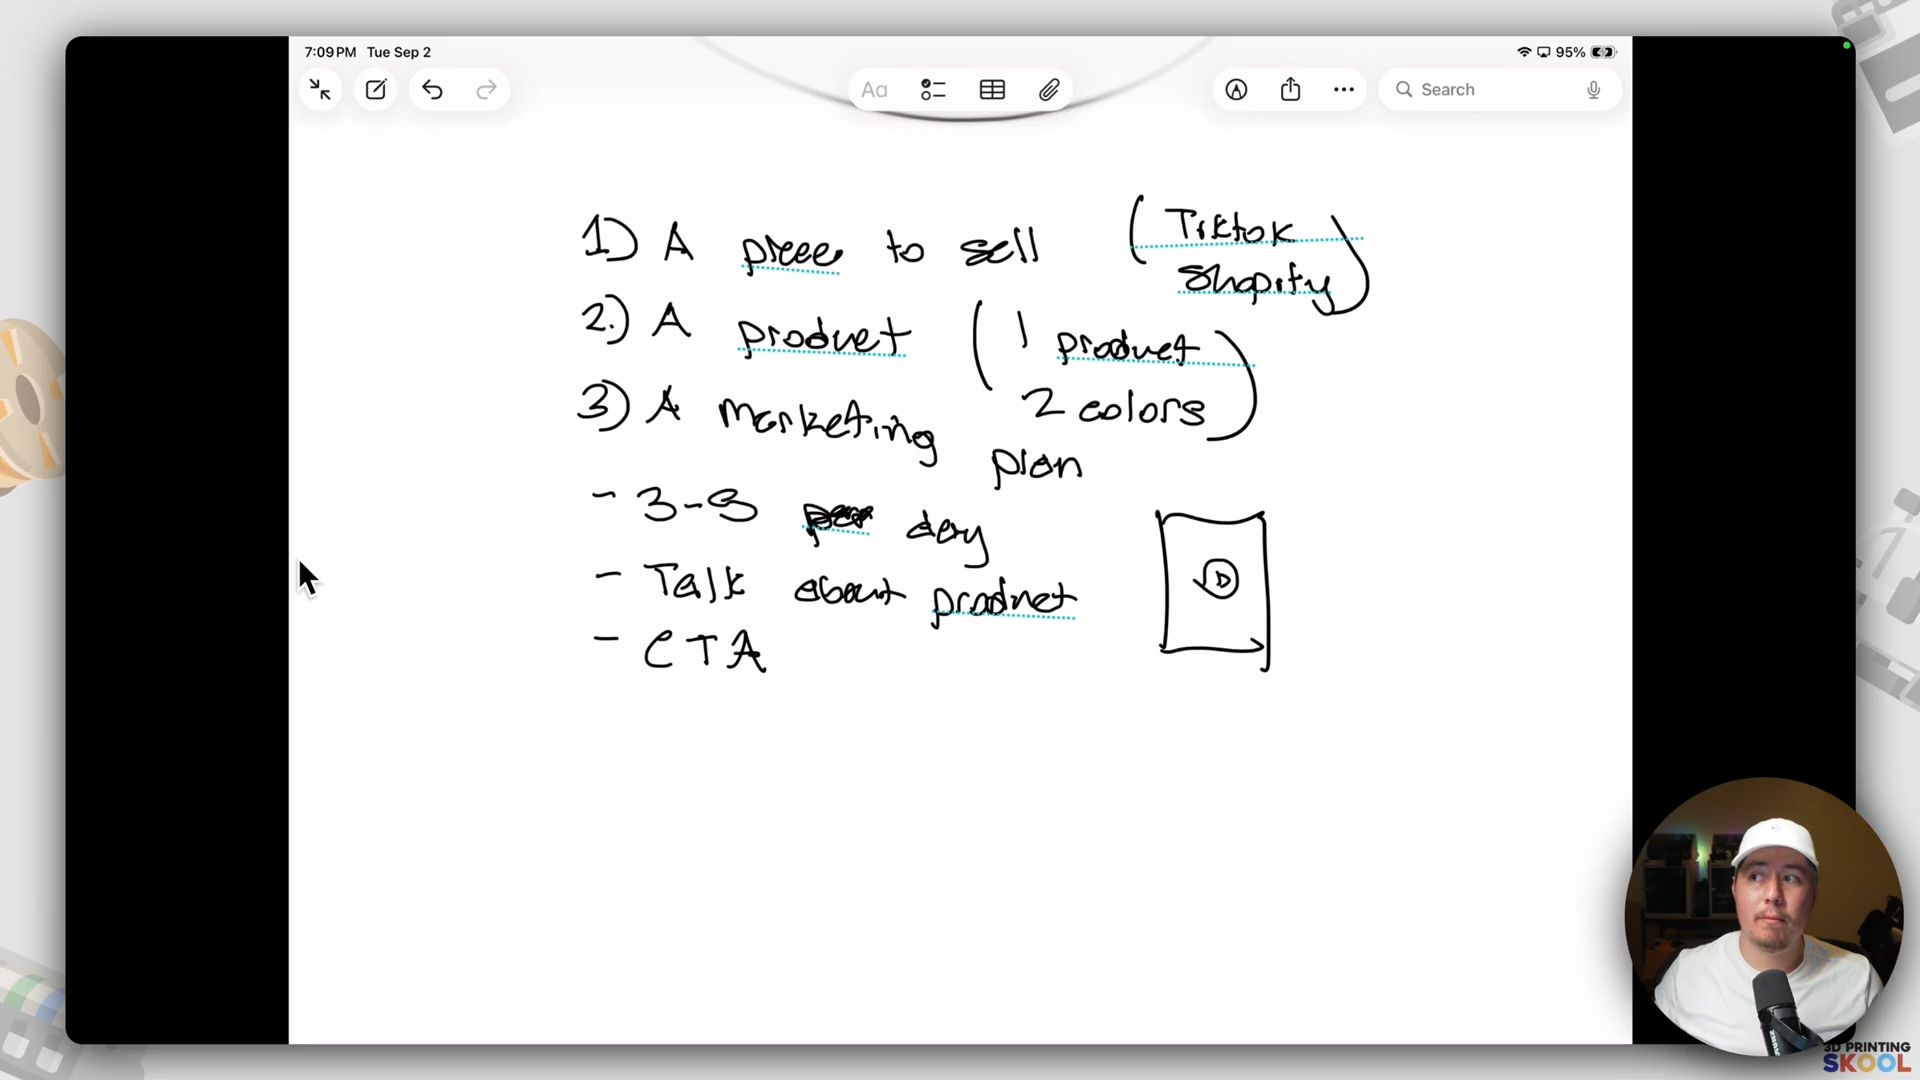 7:09 PM Tue Sep 2
95%
Aa
Search
1) A place to sell (Tiktok
Shopify)
2.) A product (1 product
2 colors)
3) A Marketing plan
- 3-5 day
- Talk about product
- CTA
3D PRINTING
SKOOL